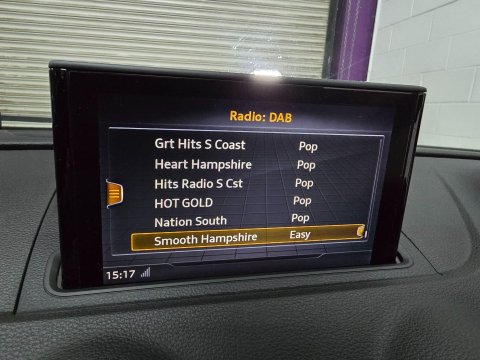 Radio: DAB
Grt Hits S Coast Pop
Heart Hampshire Pop
Hits Radio S Cst Pop
HOT GOLD Pop
Nation South Pop
Smooth Hampshire Easy
15:17